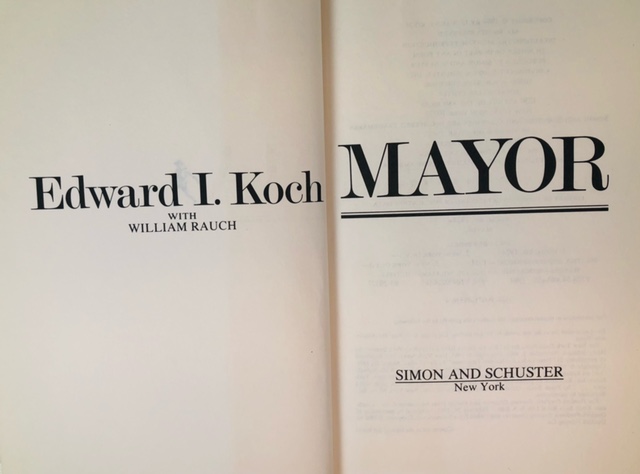 Edward I. Koch
WITH
WILLIAM RAUCH
MAYOR
SIMON AND SCHUSTER
New York